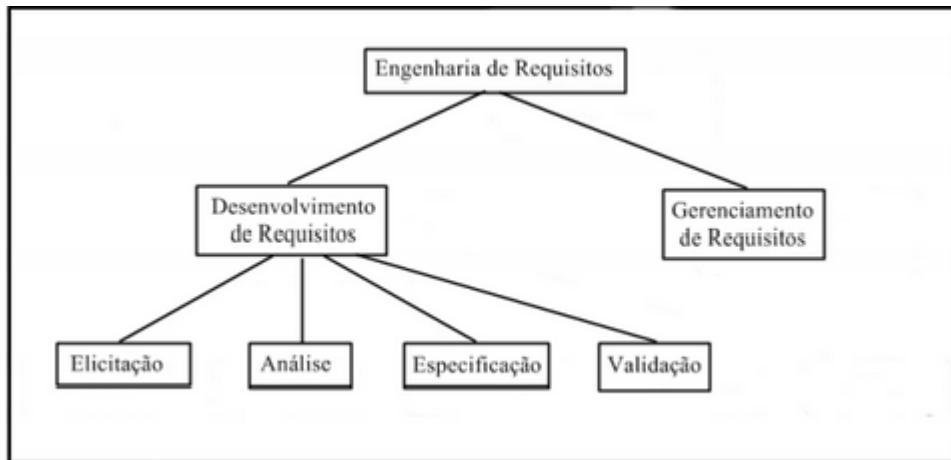 Engenharia de Requisitos
Desenvolvimento
de Requisitos
Gerenciamento
de Requisitos
Elicitação
Análise
Especificação
Validação